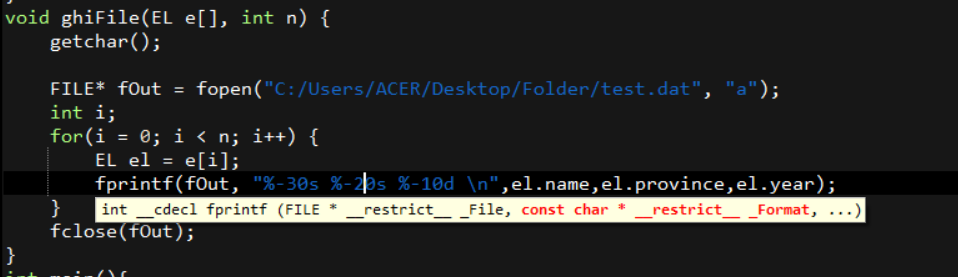 void ghiFile(EL e[], int n) {
    getchar();
    FILE* fOut = fopen("C:/Users/ACER/Desktop/Folder/test.dat", "a");
    int i;
    for(i = 0; i < n; i++) {
        EL el = e[i];
        fprintf(fOut, "%-30s %-20s %-10d \n",el.name,el.province,el.year);
    }
int __cdecl fprintf (FILE * __restrict__ _File, const char * __restrict__ _Format, ...)
    fclose(fOut);
}
int main(){